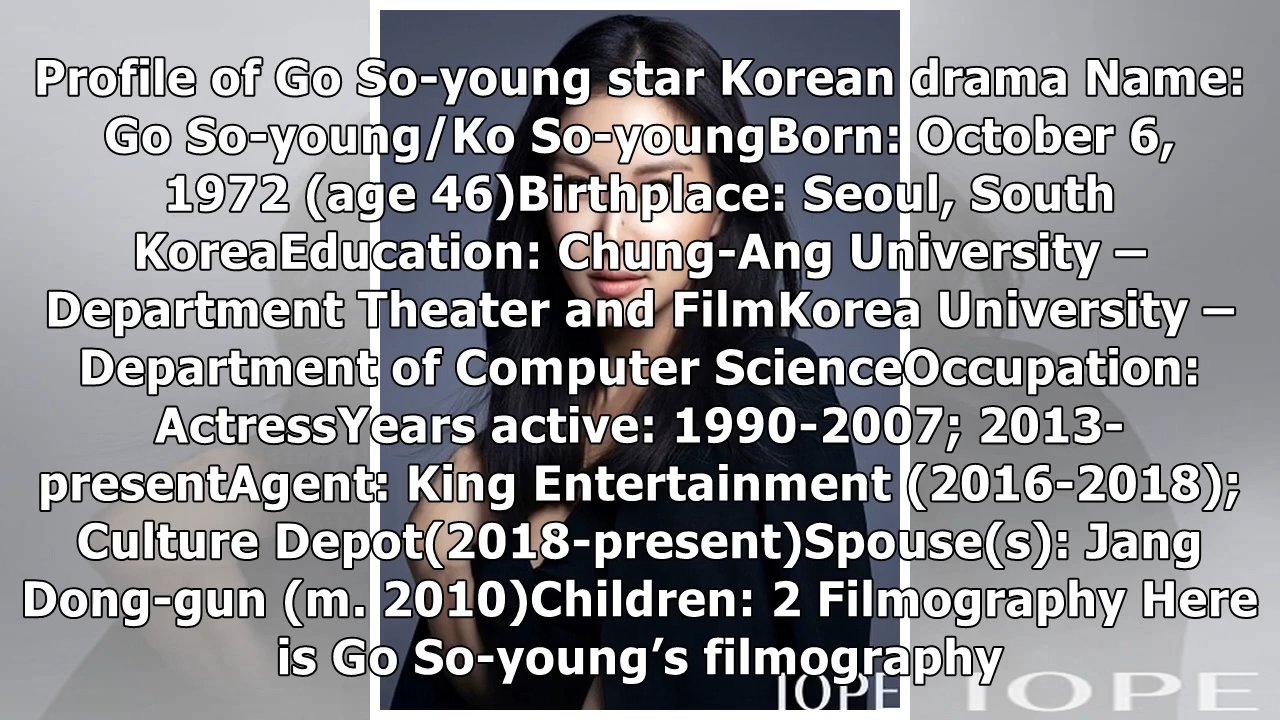 Profile of Go So-young star Korean drama Name:
Go So-young/Ko So-youngBorn: October 6,
1972 (age 46)Birthplace: Seoul, South
KoreaEducation: Chung-Ang University –
Department Theater and FilmKorea University –
Department of Computer ScienceOccupation:
ActressYears active: 1990-2007; 2013-
presentAgent: King Entertainment (2016-2018);
Culture Depot(2018-present)Spouse(s): Jang
Dong-gun (m. 2010)Children: 2 Filmography Here
is Go So-young’s filmography
IOPE IOPE